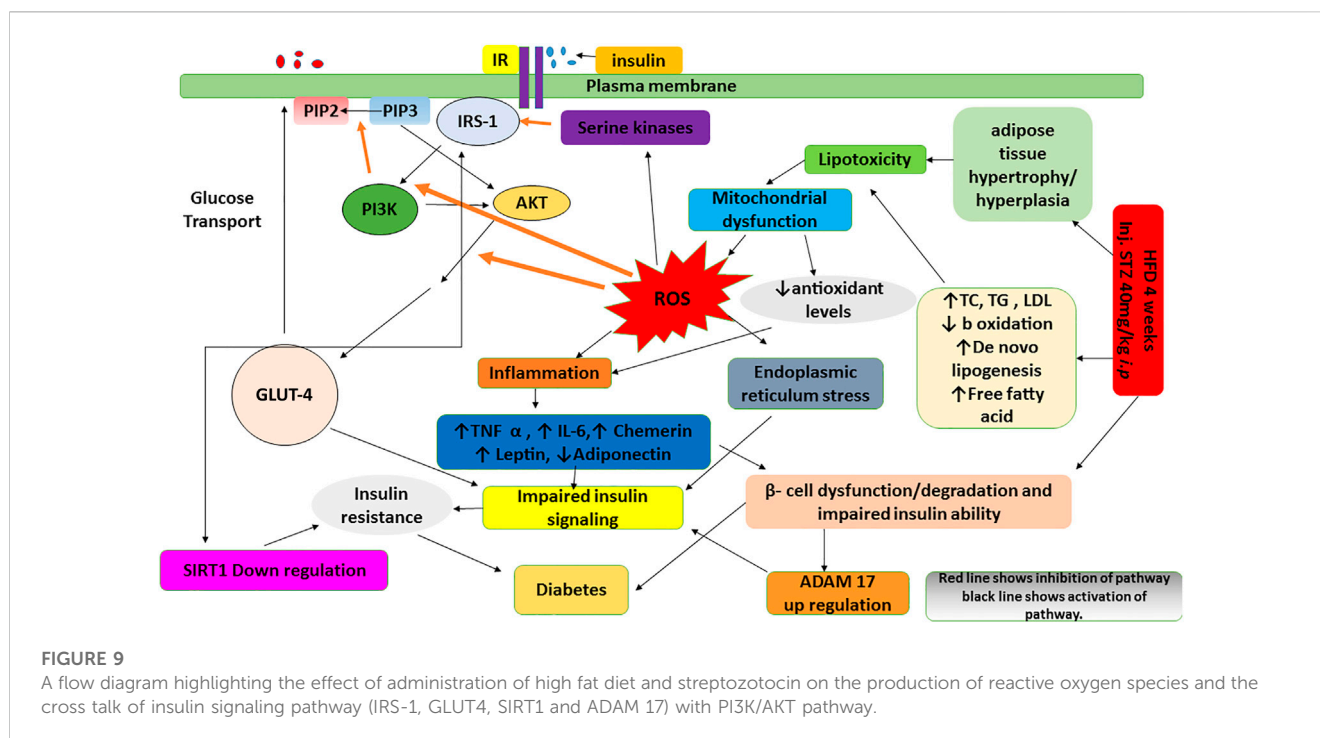 IR
insulin
Plasma membrane
PIP2
PIP3
IRS-1
Serine kinases
adipose
tissue
hypertrophy/
hyperplasia
Lipotoxicity
Glucose
Transport
PI3K
AKT
Mitochondrial
dysfunction
HFD 4 weeks
Inj. STZ 40mg/kg i.p
ROS
↓antioxidant
levels
↑TC, TG , LDL
↓ b oxidation
↑De novo
lipogenesis
↑Free fatty
acid
Inflammation
Endoplasmic
reticulum stress
GLUT-4
↑TNF α , ↑ IL-6,↑ Chemerin
↑ Leptin, ↓Adiponectin
Insulin
resistance
Impaired insulin
signaling
β- cell dysfunction/degradation and
impaired insulin ability
SIRT1 Down regulation
Diabetes
ADAM 17
up regulation
Red line shows inhibition of pathway
black line shows activation of
pathway.
FIGURE 9
A flow diagram highlighting the effect of administration of high fat diet and streptozotocin on the production of reactive oxygen species and the
cross talk of insulin signaling pathway (IRS-1, GLUT4, SIRT1 and ADAM 17) with PI3K/AKT pathway.